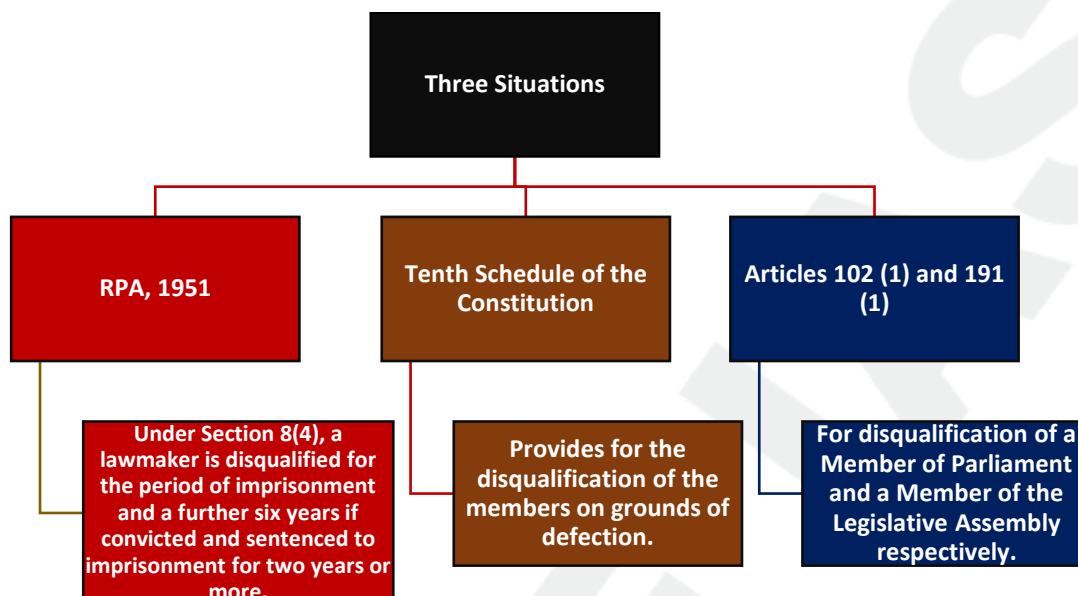 Three Situations
RPA, 1951
Tenth Schedule of the
Constitution
Articles 102 (1) and 191
(1)
Under Section 8(4), a
lawmaker is disqualified for
the period of imprisonment
and a further six years if
convicted and sentenced to
imprisonment for two years or
more.
Provides for the
disqualification of the
members on grounds of
defection.
For disqualification of a
Member of Parliament
and a Member of the
Legislative Assembly
respectively.